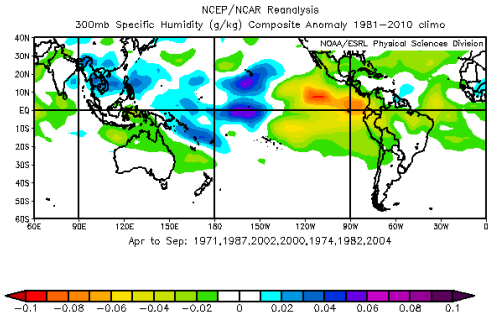 NCEP/NCAR Reanalysis
300mb Specific Humidity (g/kg) Composite Anomaly 1981−2010 climo
NOAA/ESRL Physical Sciences Division
40N
30N
20N
10N
EQ
10S
20S
30S
40S
50S
60S
60E 90E 120E 150E 180 150W 120W 90W 60W 30W 0
Apr to Sep: 1971,1987,2002,2000,1974,1982,2004
−0.1 −0.08 −0.06 −0.04 −0.02 0 0.02 0.04 0.06 0.08 0.1